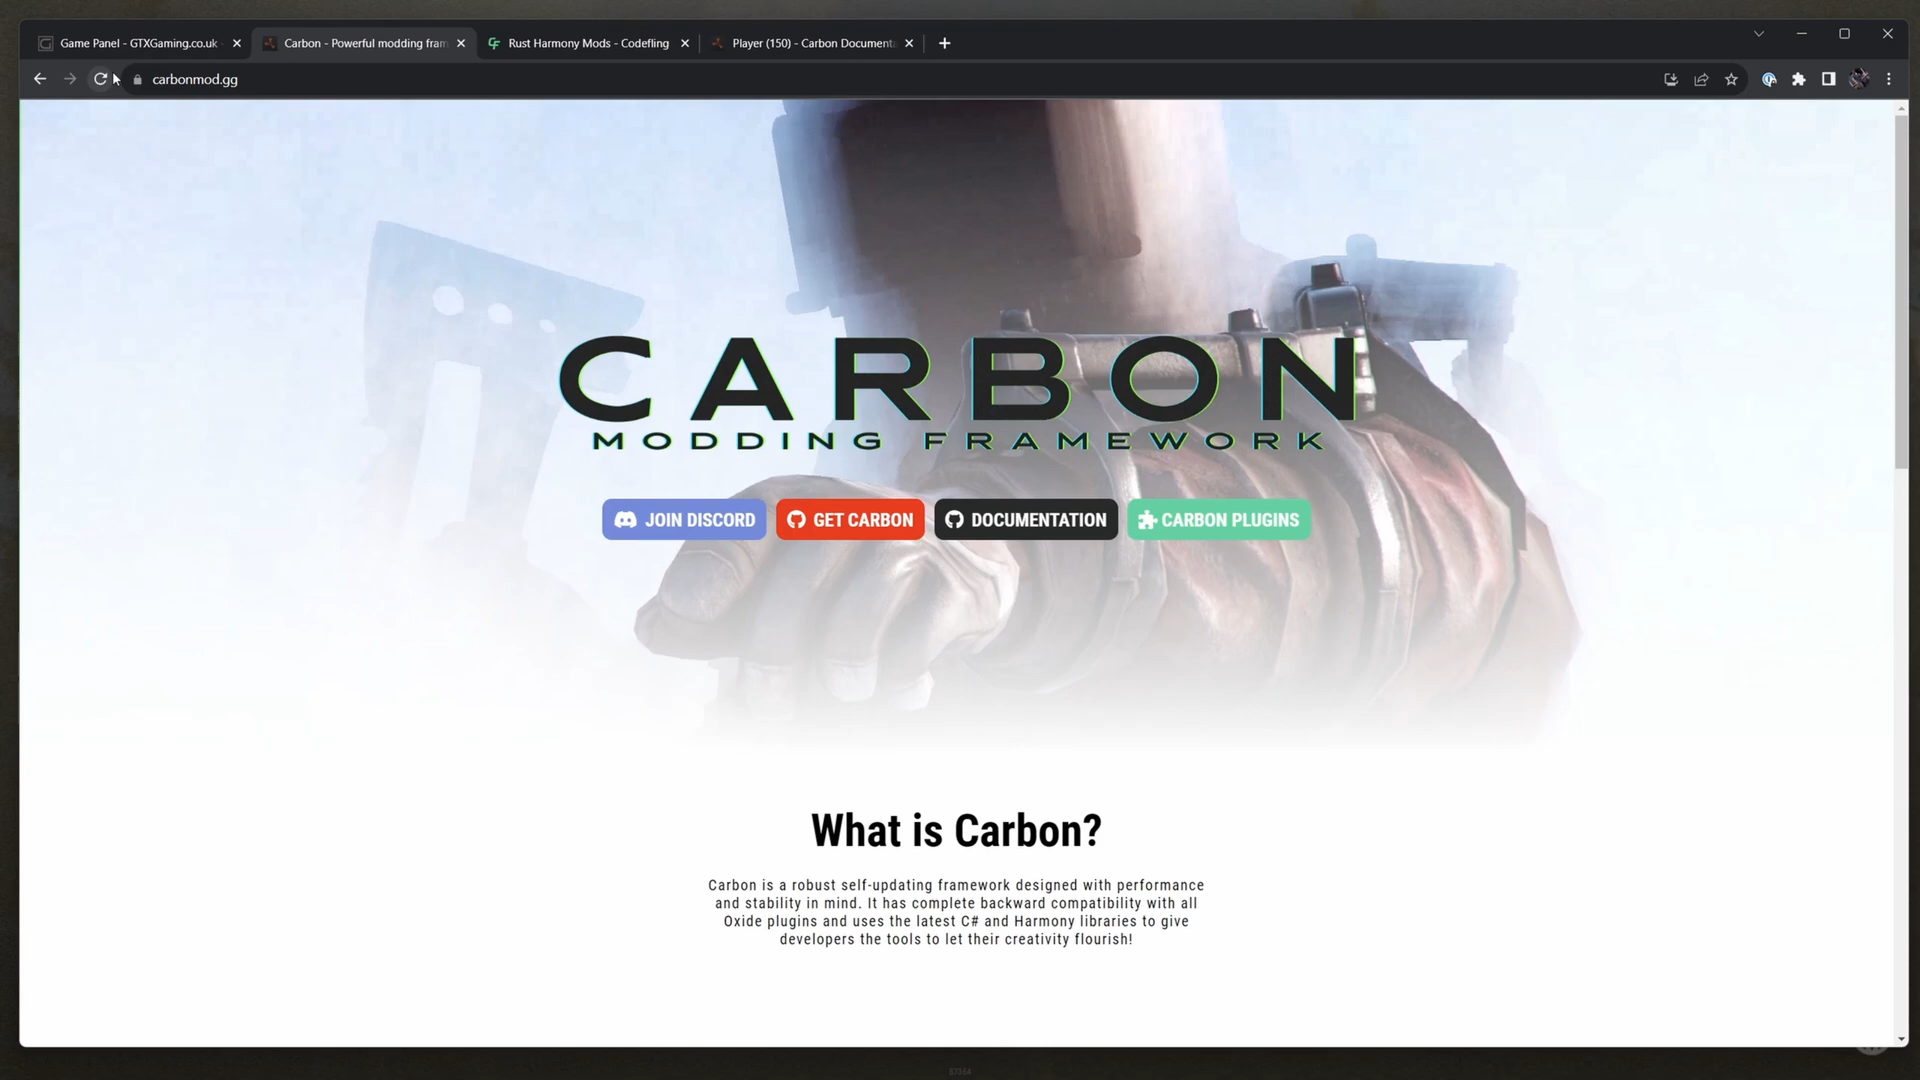 Game Panel - GTXGaming.co.uk
Carbon - Powerful modding fram
Rust Harmony Mods - Codefling
Player (150) - Carbon Documenta
carbonmod.gg
CARBON
MODDING FRAMEWORK
JOIN DISCORD
GET CARBON
DOCUMENTATION
CARBON PLUGINS
What is Carbon?
Carbon is a robust self-updating framework designed with performance
and stability in mind. It has complete backward compatibility with all
Oxide plugins and uses the latest C# and Harmony libraries to give
developers the tools to let their creativity flourish!